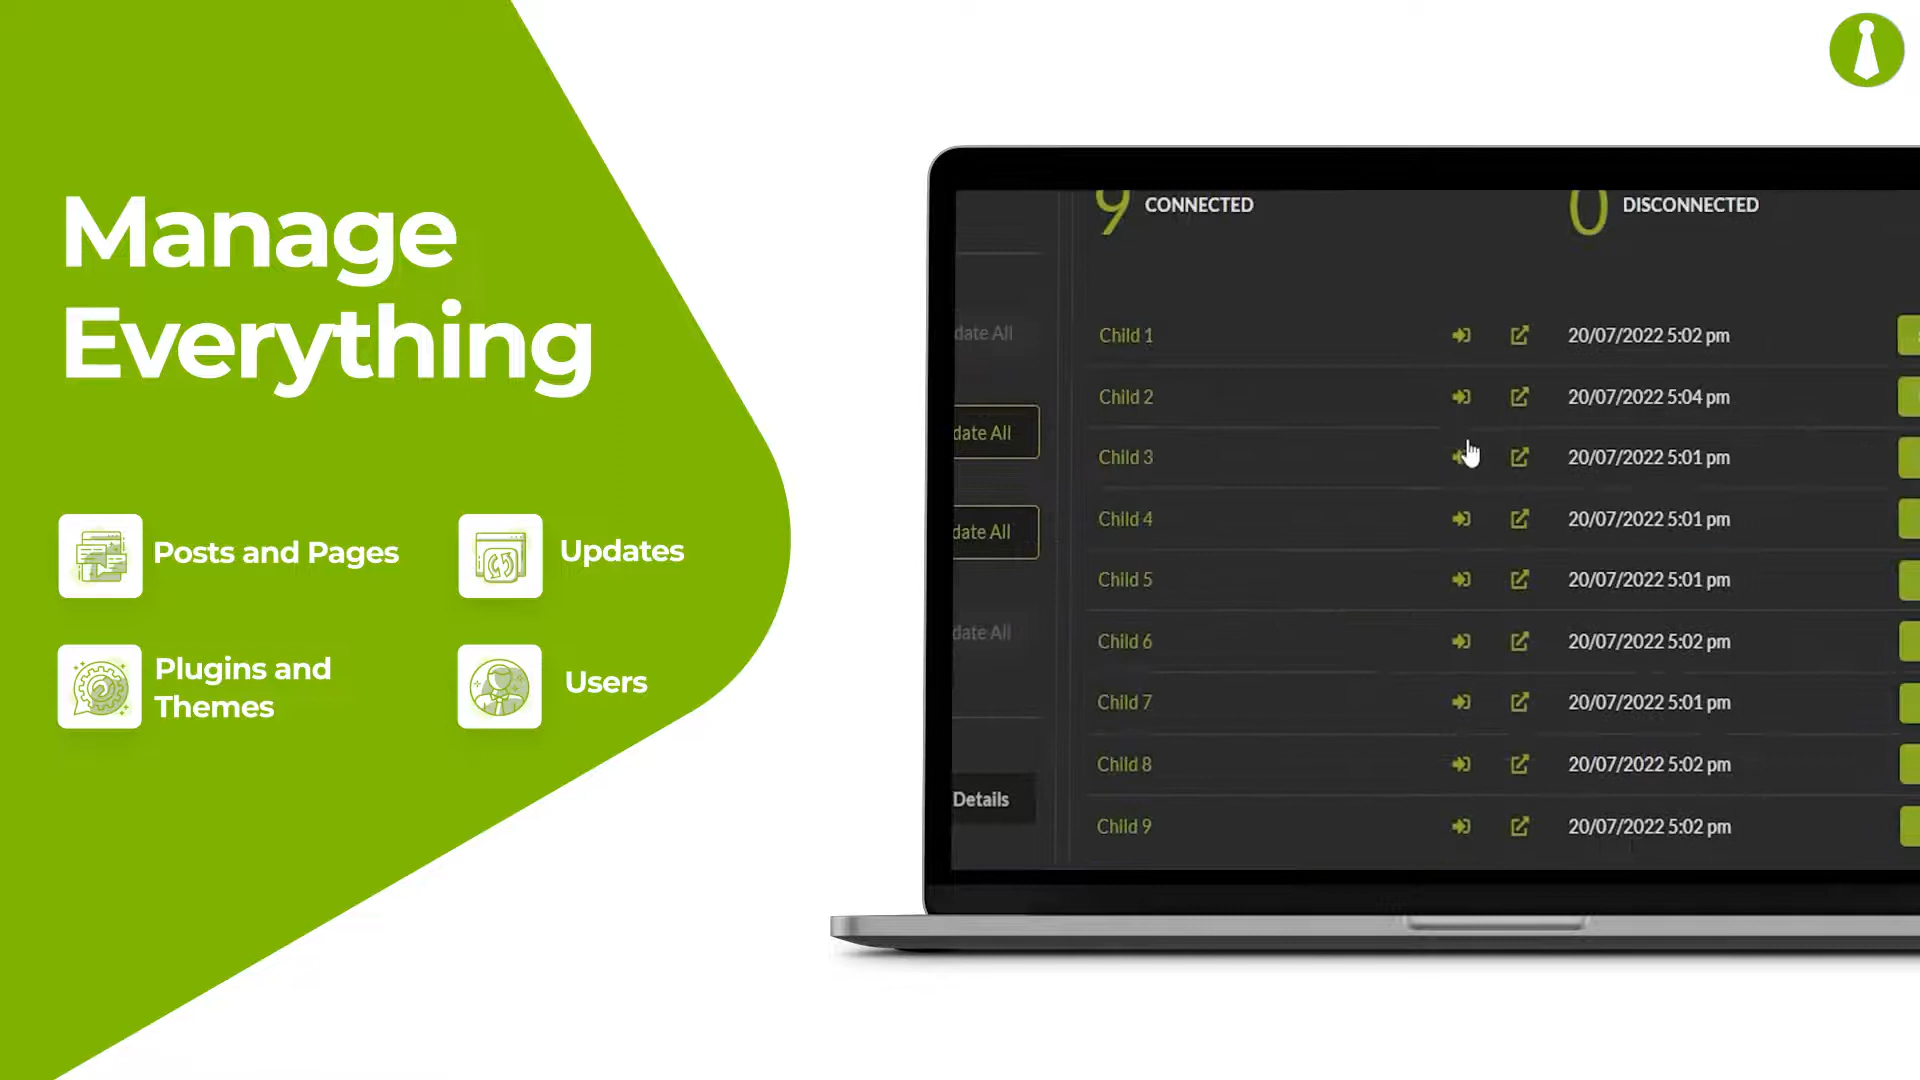 Manage
Everything
Posts and Pages
Updates
Plugins and
Themes
Users
9 CONNECTED
0 DISCONNECTED
date All
date All
date All
date All
Details
Child 1 20/07/2022 5:02 pm
Child 2 20/07/2022 5:04 pm
Child 3 20/07/2022 5:01 pm
Child 4 20/07/2022 5:01 pm
Child 5 20/07/2022 5:01 pm
Child 6 20/07/2022 5:02 pm
Child 7 20/07/2022 5:01 pm
Child 8 20/07/2022 5:02 pm
Child 9 20/07/2022 5:02 pm